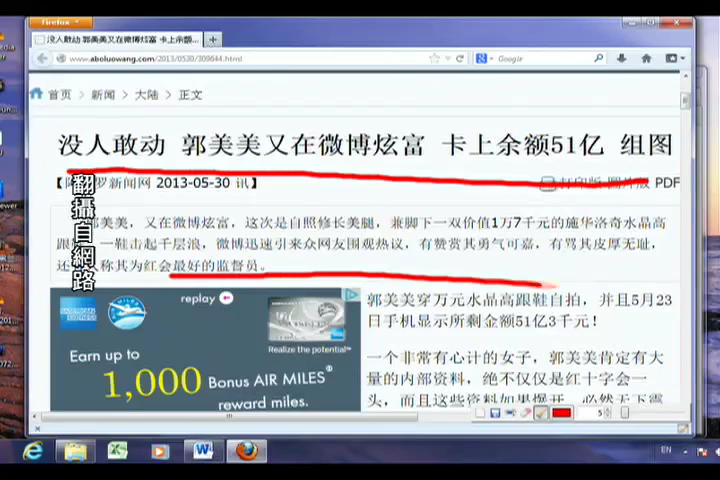 Firefox
没人敢动 郭美美又在微博炫富 卡上余额...
www.aboluowang.com/2013/0530/309644.html
Google
首页 > 新闻 > 大陆 > 正文
没人敢动 郭美美又在微博炫富 卡上余额51亿 组图
罗新闻网 2013-05-30 讯】
打印版 图片版 PDF
美美，又在微博炫富，这次是自照修长美腿，兼脚下一双价值1万7千元的施华洛奇水晶高
一鞋击起千层浪，微博迅速引来众网友围观热议，有赞赏其勇气可嘉，有骂其皮厚无耻，
还 人称其为红会最好的监督员。
翻攝自網路
replay
Realize the potential
Earn up to
1,000 Bonus AIR MILES®
reward miles.
郭美美穿万元水晶高跟鞋自拍，并且5月23
日手机显示所剩金额51亿3千元！
一个非常有心计的女子，郭美美肯定有大
量的内部资料，绝不仅仅是红十字会一
头，而且这些资料如果爆开，必然天下震
5
EN